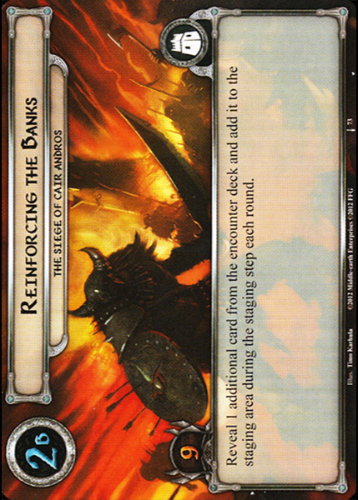 2B
REINFORCING THE BANKS
THE SIEGE OF CAIR ANDROS
9
Reveal 1 additional card from the encounter deck and add it to the
staging area during the staging step each round.
Illus. Timo Karhula ©2012 Middle-earth Enterprises ©2012 FFG 73